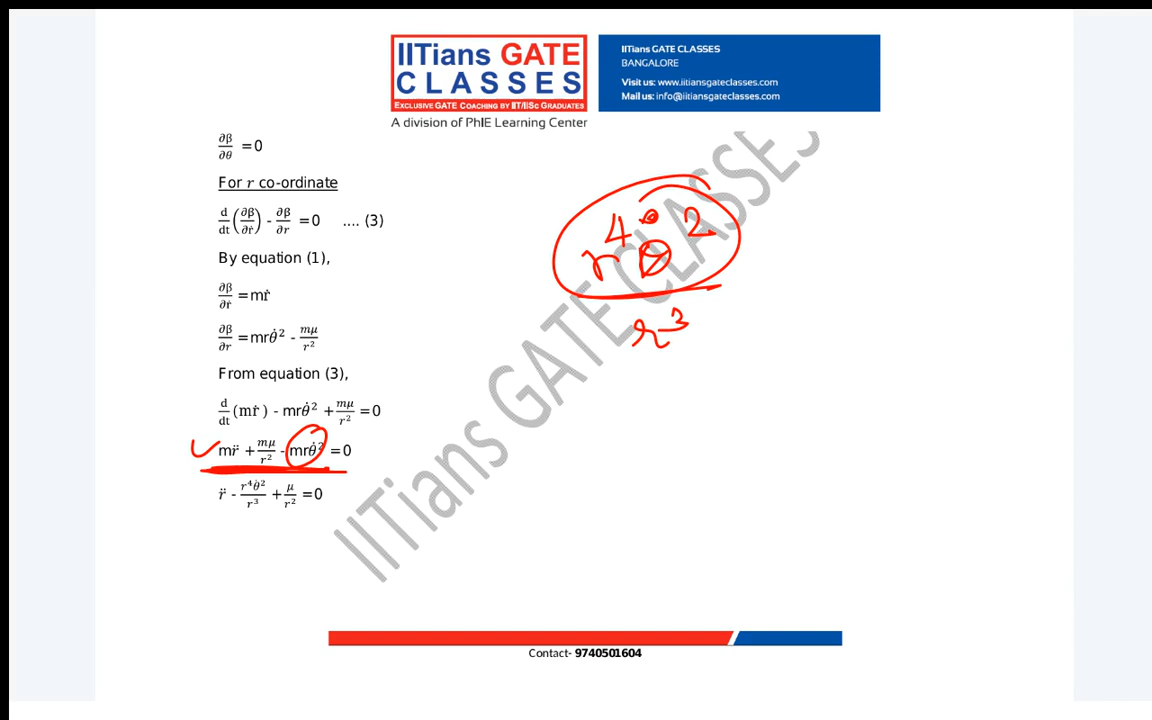 IITians GATE
CLASSES
EXCLUSIVE GATE COACHING BY IIT/IISc GRADUATES
A division of PhIE Learning Center
IITians GATE CLASSES
BANGALORE
Visit us: www.iitiansgateclasses.com
Mail us: info@iitiansgateclasses.com
∂β/∂θ = 0
For r co-ordinate
d/dt(∂β/∂ṙ) - ∂β/∂r = 0 .... (3)
By equation (1),
∂β/∂ṙ = mṙ
∂β/∂r = mrθ̇² - mμ/r²
From equation (3),
d/dt(mṙ ) - mrθ̇² + mμ/r² = 0
mr̈ + mμ/r² - mrθ̇² = 0
r̈ - r⁴θ̇²/r³ + μ/r² = 0
r⁴θ̇²
r³
IITians GATE CLASSES
Contact- 9740501604